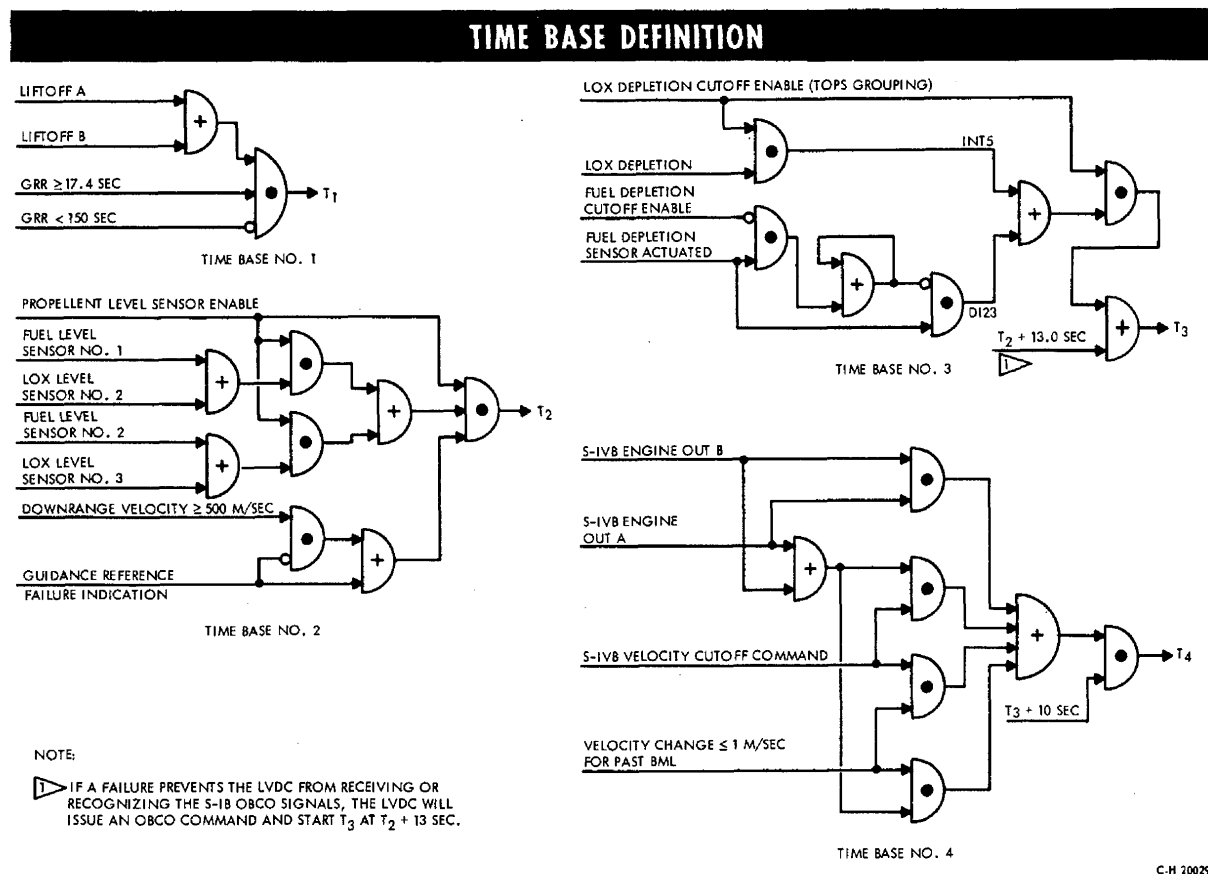 TIME BASE DEFINITION
LIFTOFF A
+
LIFTOFF B
GRR ≥17.4 SEC
T1
GRR < 150 SEC
TIME BASE NO. 1
PROPELLENT LEVEL SENSOR ENABLE
FUEL LEVEL
SENSOR NO. 1
+
LOX LEVEL
SENSOR NO. 2
+
T2
FUEL LEVEL
SENSOR NO. 2
+
LOX LEVEL
SENSOR NO. 3
DOWNRANGE VELOCITY ≥ 500 M/SEC
+
GUIDANCE REFERENCE
FAILURE INDICATION
TIME BASE NO. 2
NOTE:
1 IF A FAILURE PREVENTS THE LVDC FROM RECEIVING OR
RECOGNIZING THE S-IB OBCO SIGNALS, THE LVDC WILL
ISSUE AN OBCO COMMAND AND START T3 AT T2 + 13 SEC.
LOX DEPLETION CUTOFF ENABLE (TOPS GROUPING)
INT5
LOX DEPLETION
FUEL DEPLETION
CUTOFF ENABLE
+
FUEL DEPLETION
SENSOR ACTUATED
+
DI23
+
T3
T2 + 13.0 SEC
1
TIME BASE NO. 3
S-IVB ENGINE OUT B
S-IVB ENGINE
OUT A
+
+
S-IVB VELOCITY CUTOFF COMMAND
T4
T3 + 10 SEC
VELOCITY CHANGE ≤ 1 M/SEC
FOR PAST BML
TIME BASE NO. 4
C-H 20029